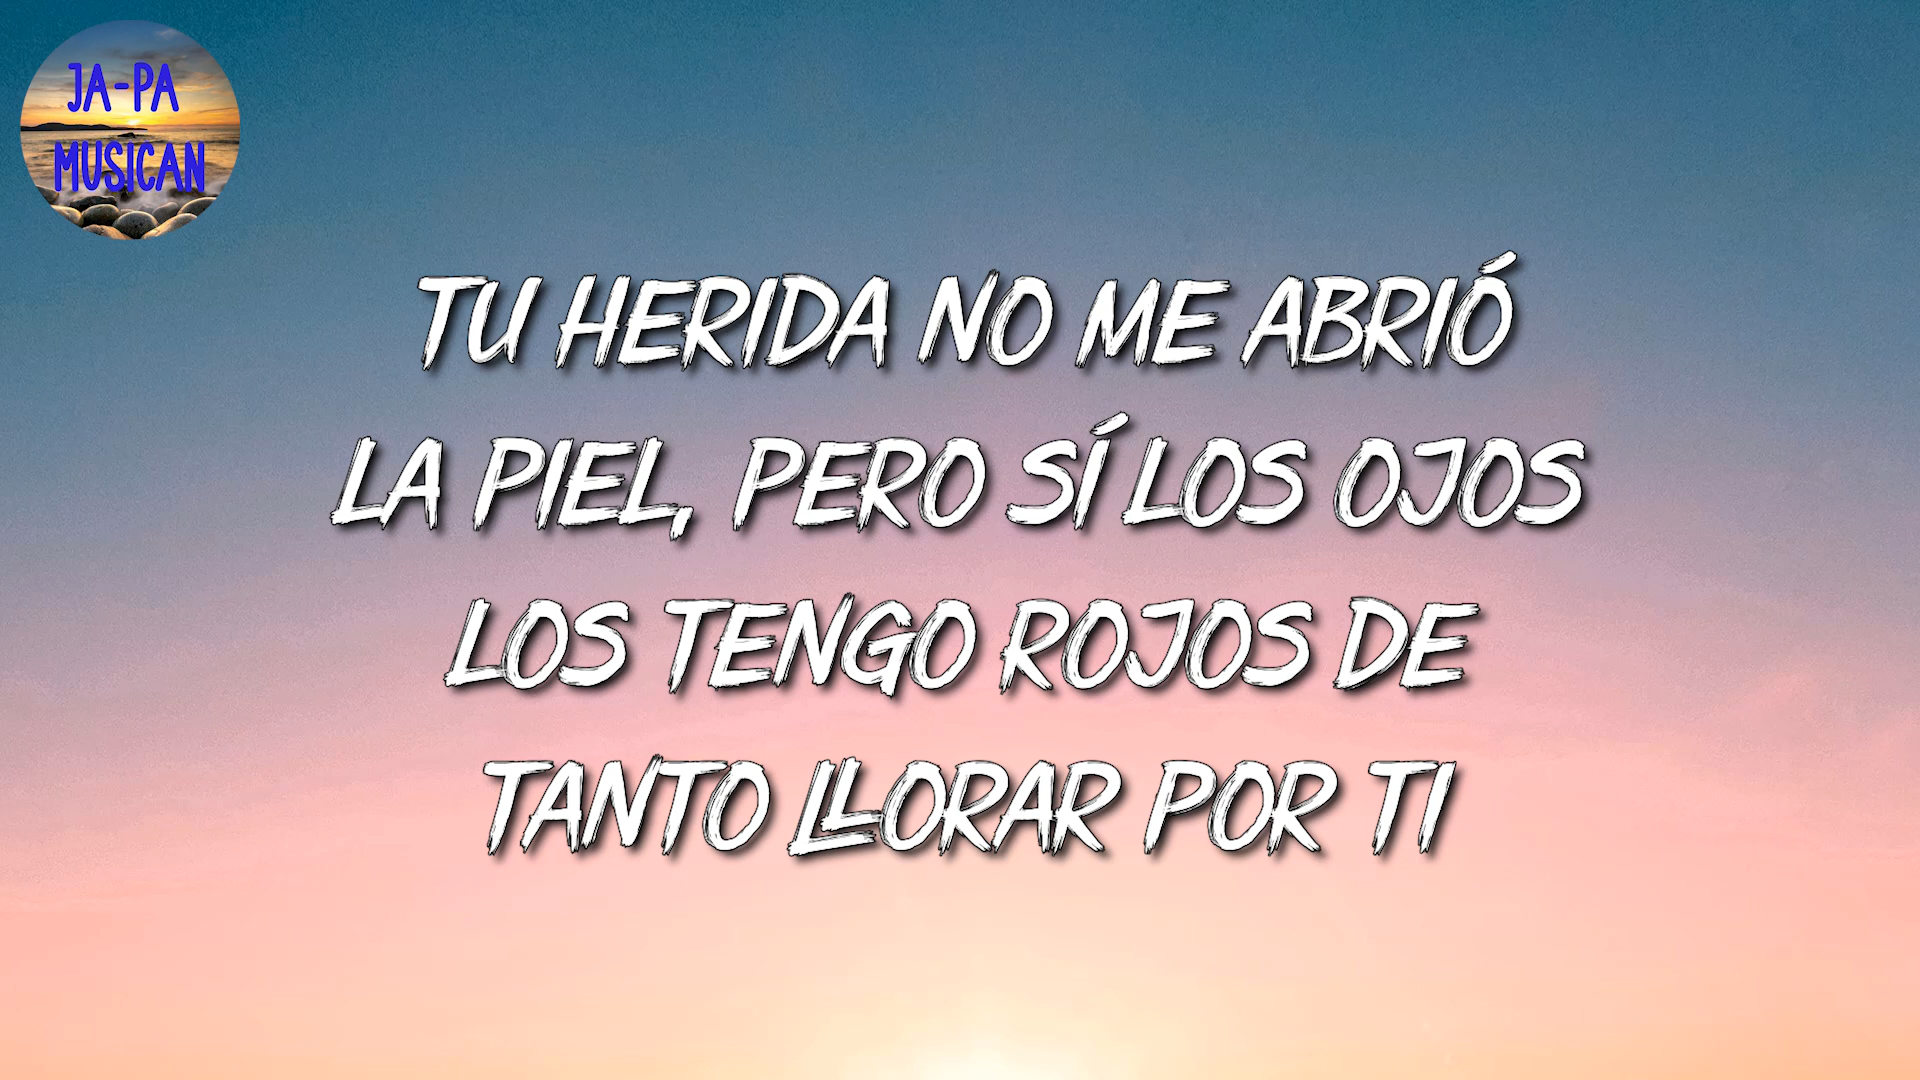 JA-PA
MUSICAN
TU HERIDA NO ME ABRIÓ
LA PIEL, PERO SÍ LOS OJOS
LOS TENGO ROJOS DE
TANTO LLORAR POR TI